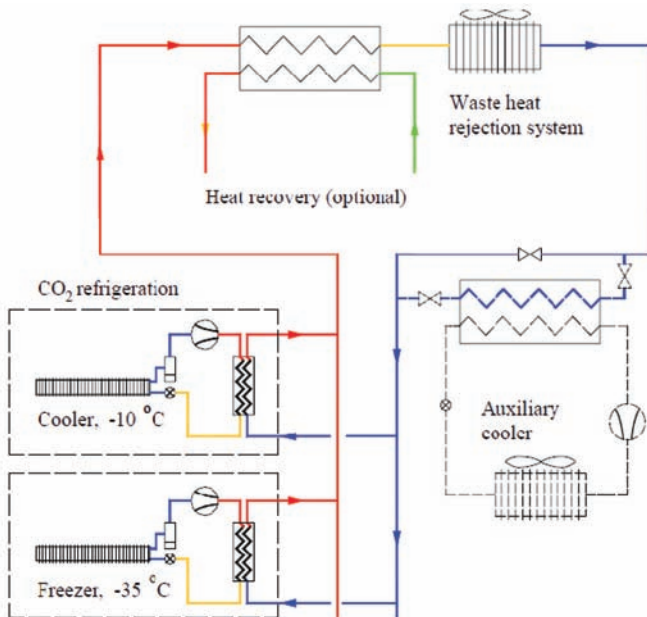 Waste heat
rejection system
Heat recovery (optional)
CO₂ refrigeration
Cooler, -10 °C
Auxiliary
cooler
Freezer, -35 °C